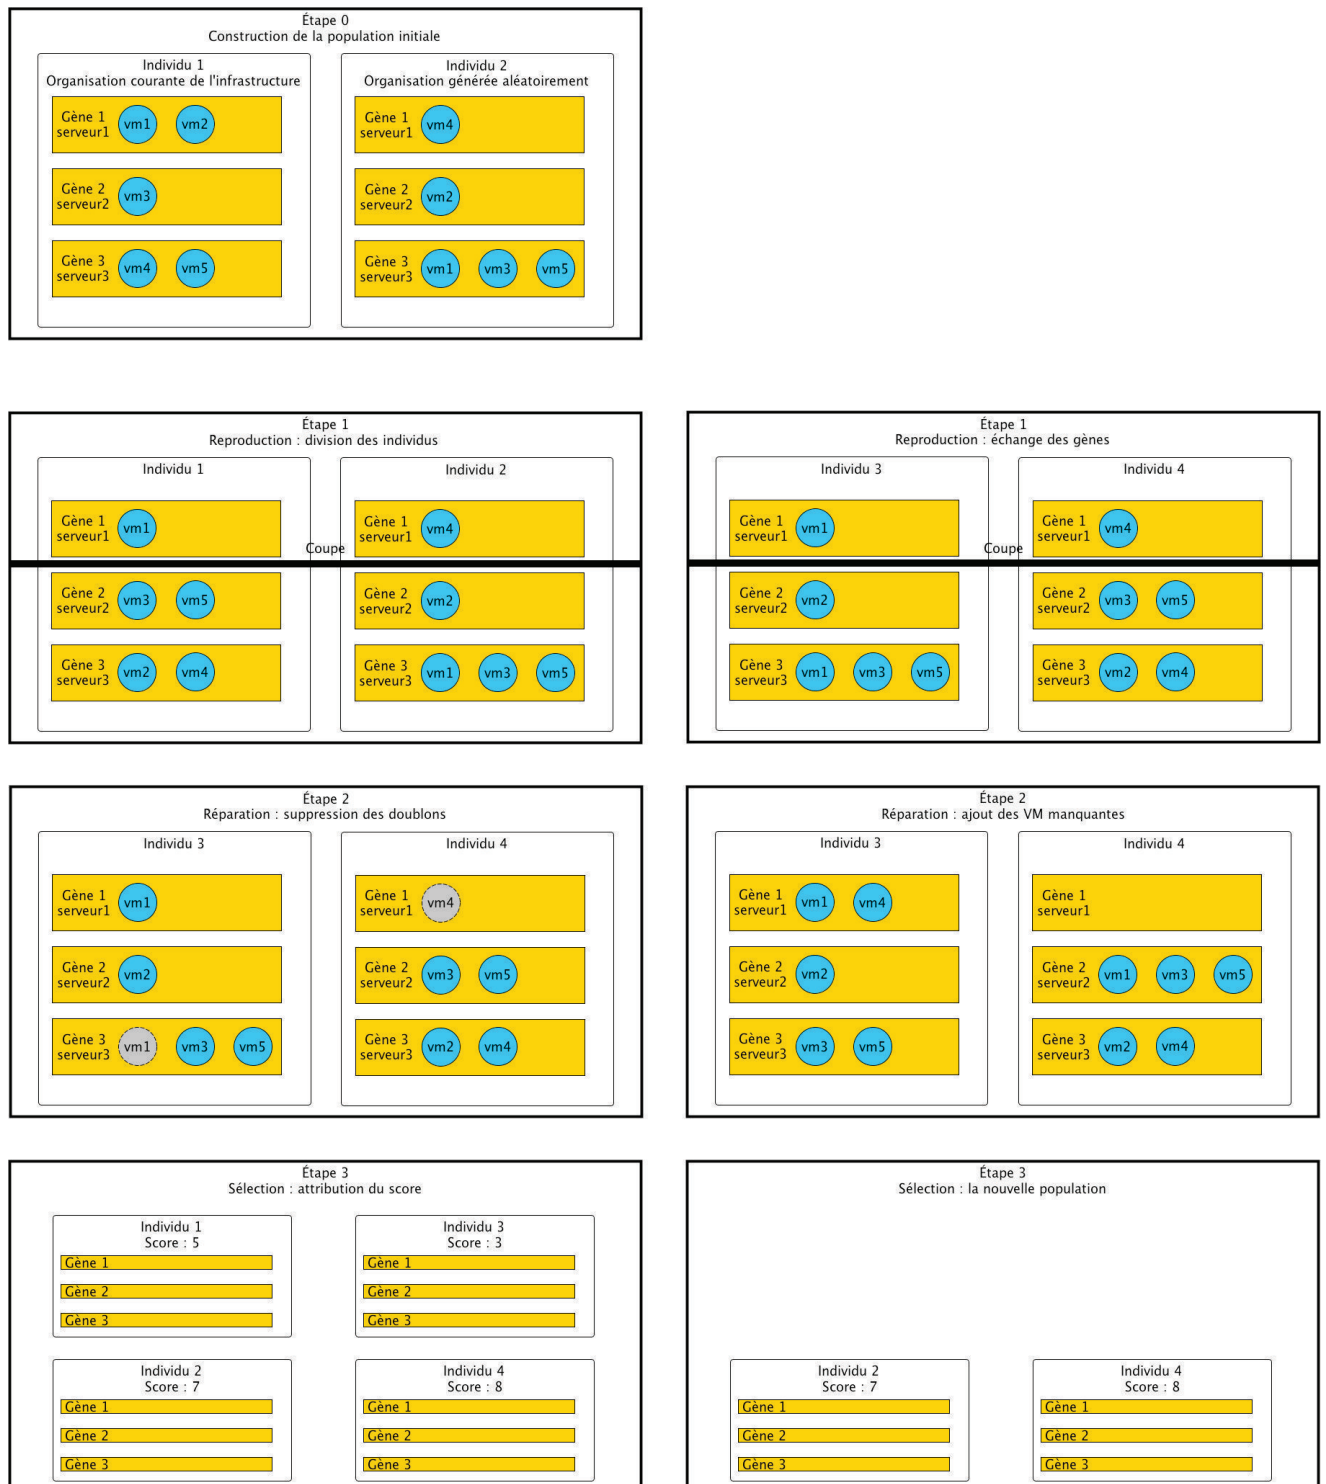 Étape 0
Construction de la population initiale
Individu 1
Organisation courante de l'infrastructure
Gène 1
serveur1
vm1
vm2
Gène 2
serveur2
vm3
Gène 3
serveur3
vm4
vm5
Individu 2
Organisation générée aléatoirement
Gène 1
serveur1
vm4
Gène 2
serveur2
vm2
Gène 3
serveur3
vm1
vm3
vm5
Étape 1
Reproduction : division des individus
Individu 1
Gène 1
serveur1
vm1
Coupe
Gène 2
serveur2
vm3
vm5
Gène 3
serveur3
vm2
vm4
Individu 2
Gène 1
serveur1
vm4
Gène 2
serveur2
vm2
Gène 3
serveur3
vm1
vm3
vm5
Étape 1
Reproduction : échange des gènes
Individu 3
Gène 1
serveur1
vm1
Coupe
Gène 2
serveur2
vm2
Gène 3
serveur3
vm1
vm3
vm5
Individu 4
Gène 1
serveur1
vm4
Gène 2
serveur2
vm3
vm5
Gène 3
serveur3
vm2
vm4
Étape 2
Réparation : suppression des doublons
Individu 3
Gène 1
serveur1
vm1
Gène 2
serveur2
vm2
Gène 3
serveur3
vm1
vm3
vm5
Individu 4
Gène 1
serveur1
vm4
Gène 2
serveur2
vm3
vm5
Gène 3
serveur3
vm2
vm4
Étape 2
Réparation : ajout des VM manquantes
Individu 3
Gène 1
serveur1
vm1
vm4
Gène 2
serveur2
vm2
Gène 3
serveur3
vm3
vm5
Individu 4
Gène 1
serveur1
Gène 2
serveur2
vm1
vm3
vm5
Gène 3
serveur3
vm2
vm4
Étape 3
Sélection : attribution du score
Individu 1
Score : 5
Gène 1
Gène 2
Gène 3
Individu 3
Score : 3
Gène 1
Gène 2
Gène 3
Individu 2
Score : 7
Gène 1
Gène 2
Gène 3
Individu 4
Score : 8
Gène 1
Gène 2
Gène 3
Étape 3
Sélection : la nouvelle population
Individu 2
Score : 7
Gène 1
Gène 2
Gène 3
Individu 4
Score : 8
Gène 1
Gène 2
Gène 3